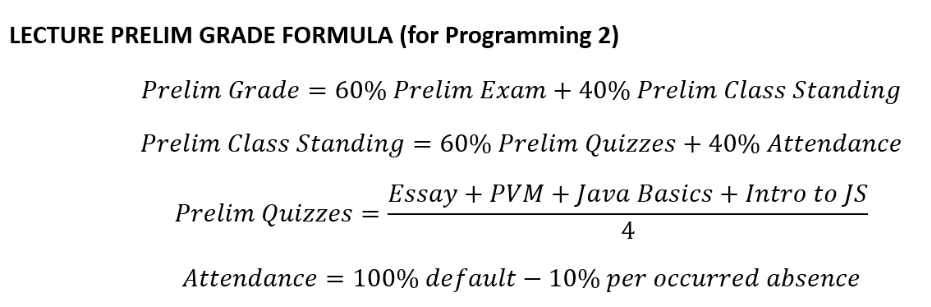 LECTURE PRELIM GRADE FORMULA (for Programming 2)
Prelim Grade = 60% Prelim Exam + 40% Prelim Class Standing
Prelim Class Standing = 60% Prelim Quizzes + 40% Attendance
Prelim Quizzes = Essay + PVM + Java Basics + Intro to JS
4
Attendance = 100% default − 10% per occurred absence